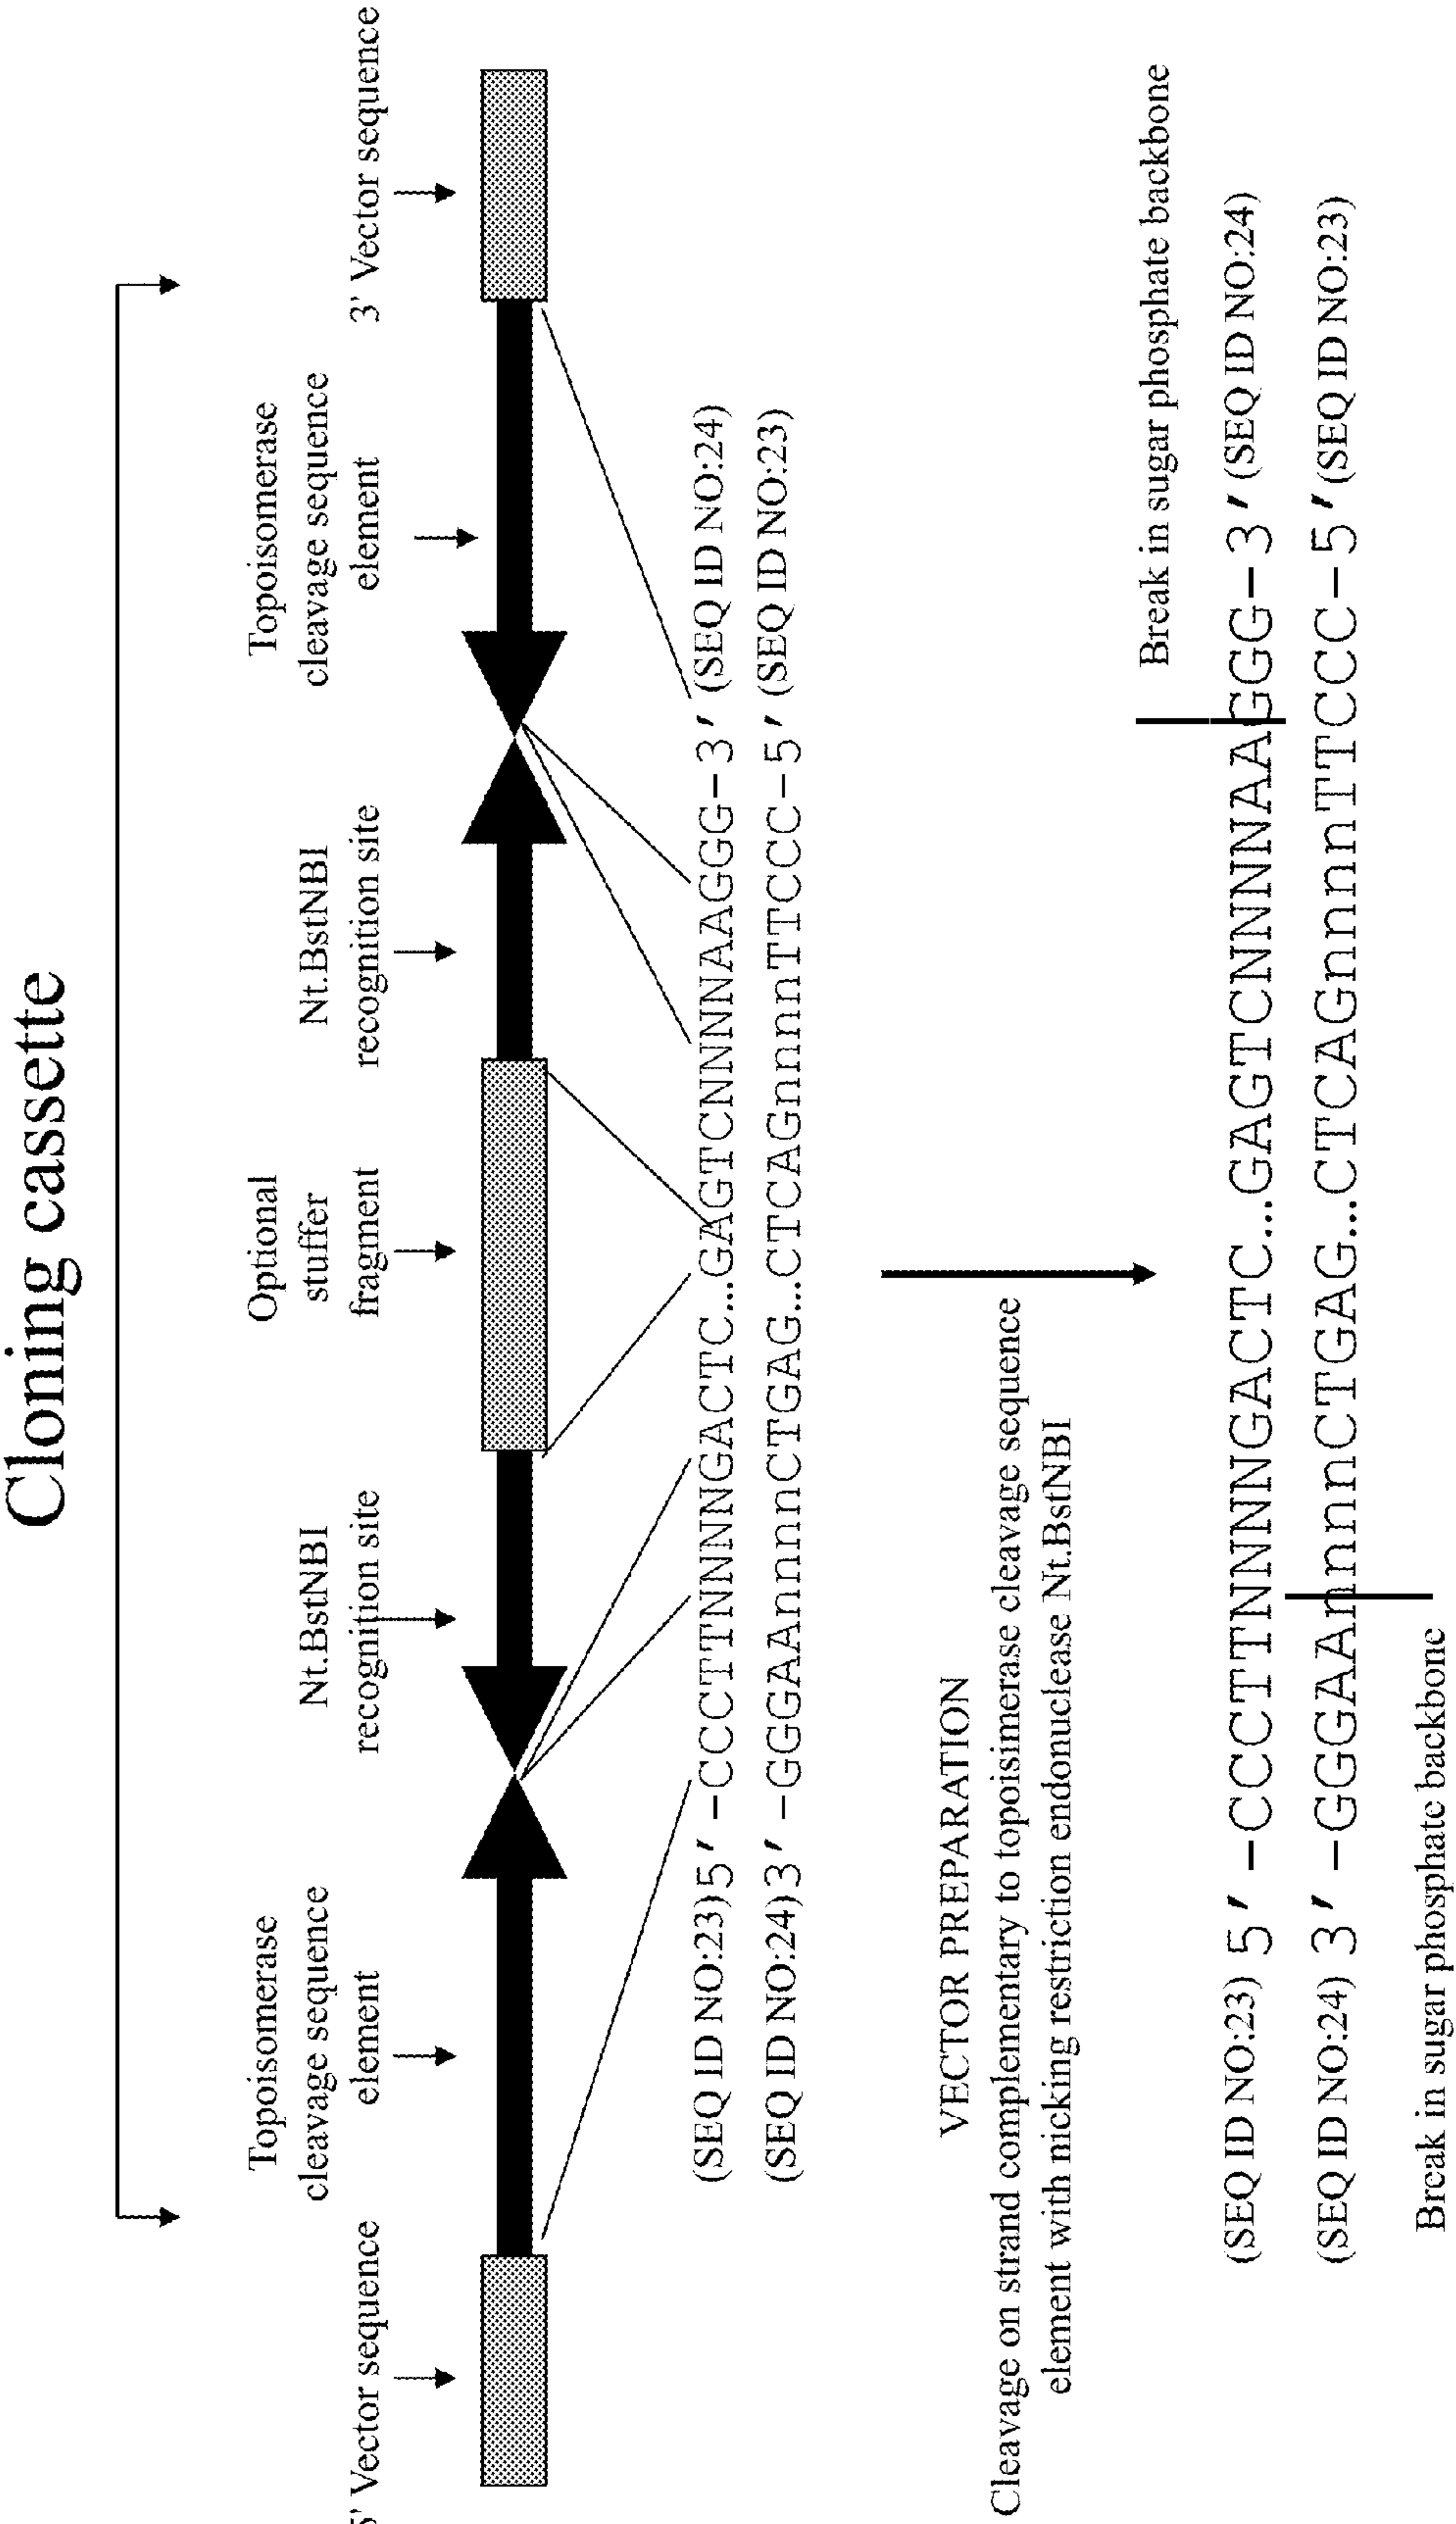 Cloning cassette
5' Vector sequence
Topoisomerase
cleavage sequence
element
Nt.BstNBI
recognition site
Optional
stuffer
fragment
Nt.BstNBI
recognition site
Topoisomerase
cleavage sequence
element
3' Vector sequence
(SEQ ID NO:23)5'-CCCTTNNNNGACTC...GAGTCNNNNAAGGG-3' (SEQ ID NO:24)
(SEQ ID NO:24)3'-GGGAAnnnnCTGAG...CTCAGnnnnTTCCC-5' (SEQ ID NO:23)
VECTOR PREPARATION
Cleavage on strand complementary to topoisimerase cleavage sequence
element with nicking restriction endonuclease Nt.BstNBI
Break in sugar phosphate backbone
(SEQ ID NO:23) 5'-CCCTTNNNNGACTC...GAGTCNNNNAAGGG-3' (SEQ ID NO:24)
(SEQ ID NO:24) 3'-GGGAAnnnnCTGAG...CTCAGnnnnTTCCC-5' (SEQ ID NO:23)
Break in sugar phosphate backbone